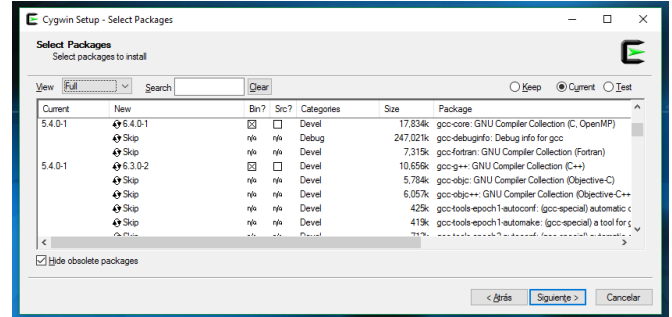 Cygwin Setup - Select Packages
Select Packages
Select packages to install
View Full Search Clear Keep Current Test
Current New Bin? Src? Categories Size Package
5.4.0-1 6.4.0-1 Devel 17,834k gcc-core: GNU Compiler Collection (C, OpenMP)
Skip n/a n/a Debug 247,021k gcc-debuginfo: Debug info for gcc
Skip n/a n/a Devel 7,315k gcc-fortran: GNU Compiler Collection (Fortran)
5.4.0-1 6.3.0-2 Devel 10,656k gcc-g++: GNU Compiler Collection (C++)
Skip n/a n/a Devel 5,784k gcc-objc: GNU Compiler Collection (Objective-C)
Skip n/a n/a Devel 6,057k gcc-objc++: GNU Compiler Collection (Objective-C++
Skip n/a n/a Devel 425k gcc-tools-epoch1-autoconf: (gcc-special) automatic c
Skip n/a n/a Devel 419k gcc-tools-epoch1-automake: (gcc-special) a tool for g
Hide obsolete packages
< Atrás Siguiente > Cancelar